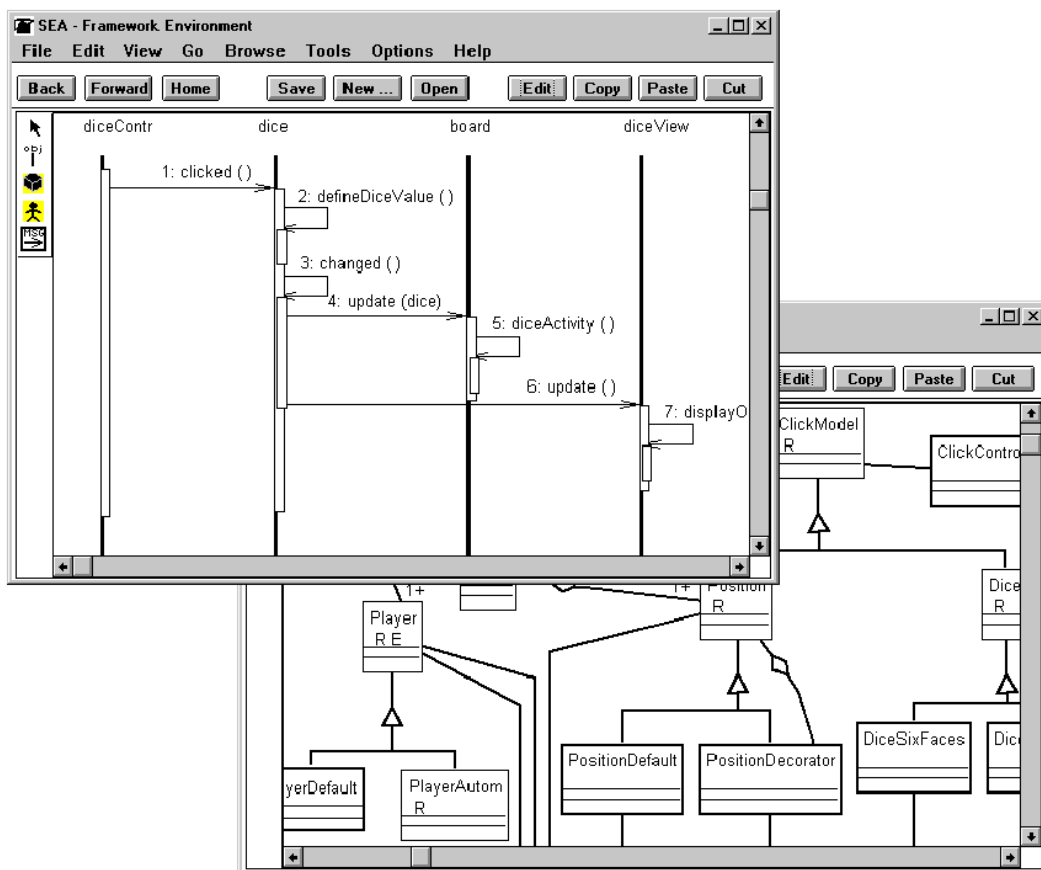 SEA - Framework Environment
File Edit View Go Browse Tools Options Help
Back Forward Home Save New ... Open Edit Copy Paste Cut
diceContr dice board diceView
obj
MSG
1: clicked ()
2: defineDiceValue ()
3: changed ()
4: update (dice)
5: diceActivity ()
6: update ()
7: displayO
Edit Copy Paste Cut
ClickModel
R
ClickContro
1+
1+
Position
R
Dice
R
Player
R E
DiceSixFaces
Dic
PositionDefault
PositionDecorator
yerDefault
PlayerAutom
R